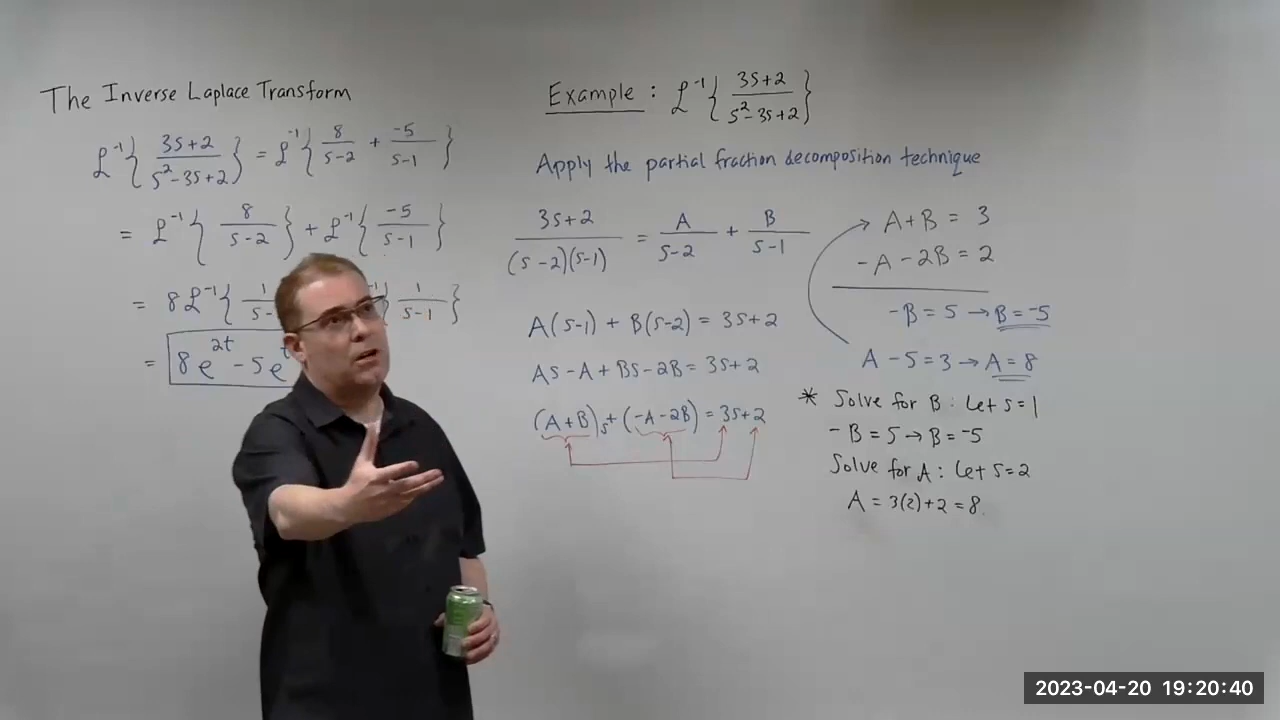 The Inverse Laplace Transform
ℒ⁻¹{ (3s+2)/(s²-3s+2) } = ℒ⁻¹{ 8/(s-2) + -5/(s-1) }
= ℒ⁻¹{ 8/(s-2) } + ℒ⁻¹{ -5/(s-1) }
= 8ℒ⁻¹{ 1/(s- ⁻¹{ 1/(s-1) }
= 8e^(2t) - 5e^t
Example : ℒ⁻¹{ (3s+2)/(s²-3s+2) }
Apply the partial fraction decomposition technique
(3s+2)/((s-2)(s-1)) = A/(s-2) + B/(s-1)
A(s-1) + B(s-2) = 3s+2
As-A+Bs-2B = 3s+2
(A+B)s+(-A-2B) = 3s+2
A+B = 3
-A-2B = 2
-B = 5 → B = -5
A-5 = 3 → A = 8
* Solve for B : Let s=1
-B = 5 → B = -5
Solve for A : Let s=2
A = 3(2)+2 = 8
2023-04-20 19:20:40